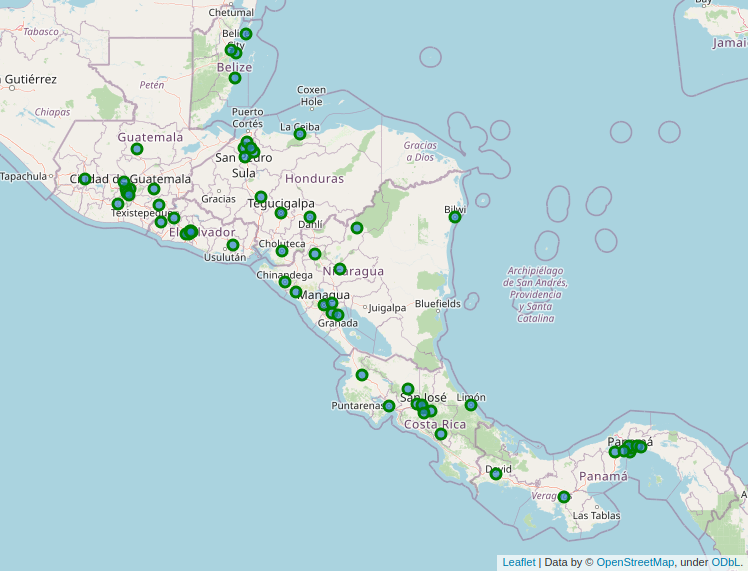 Chetumal
Tabasco
Belize
City
Jamaic
n Gutiérrez
Belize
Petén
Coxen
Hole
Chiapas
Puerto
Cortés
La Ceiba
Guatemala
Gracias
a Dios
San Pedro
Sula
Tapachula
Ciudad de Guatemala
Honduras
Gracias
Tegucigalpa
Bilwi
Texistepeque
Danlí
El Salvador
Choluteca
Usulután
Chinandega
Nicaragua
Archipiélago
de San Andrés,
Providencia
y Santa
Catalina
Managua
Juigalpa
Bluefields
Granada
San José
Limón
Puntarenas
Costa Rica
Panamá
David
Panamá
Veraguas
Las Tablas
A
Leaflet | Data by © OpenStreetMap, under ODbL.